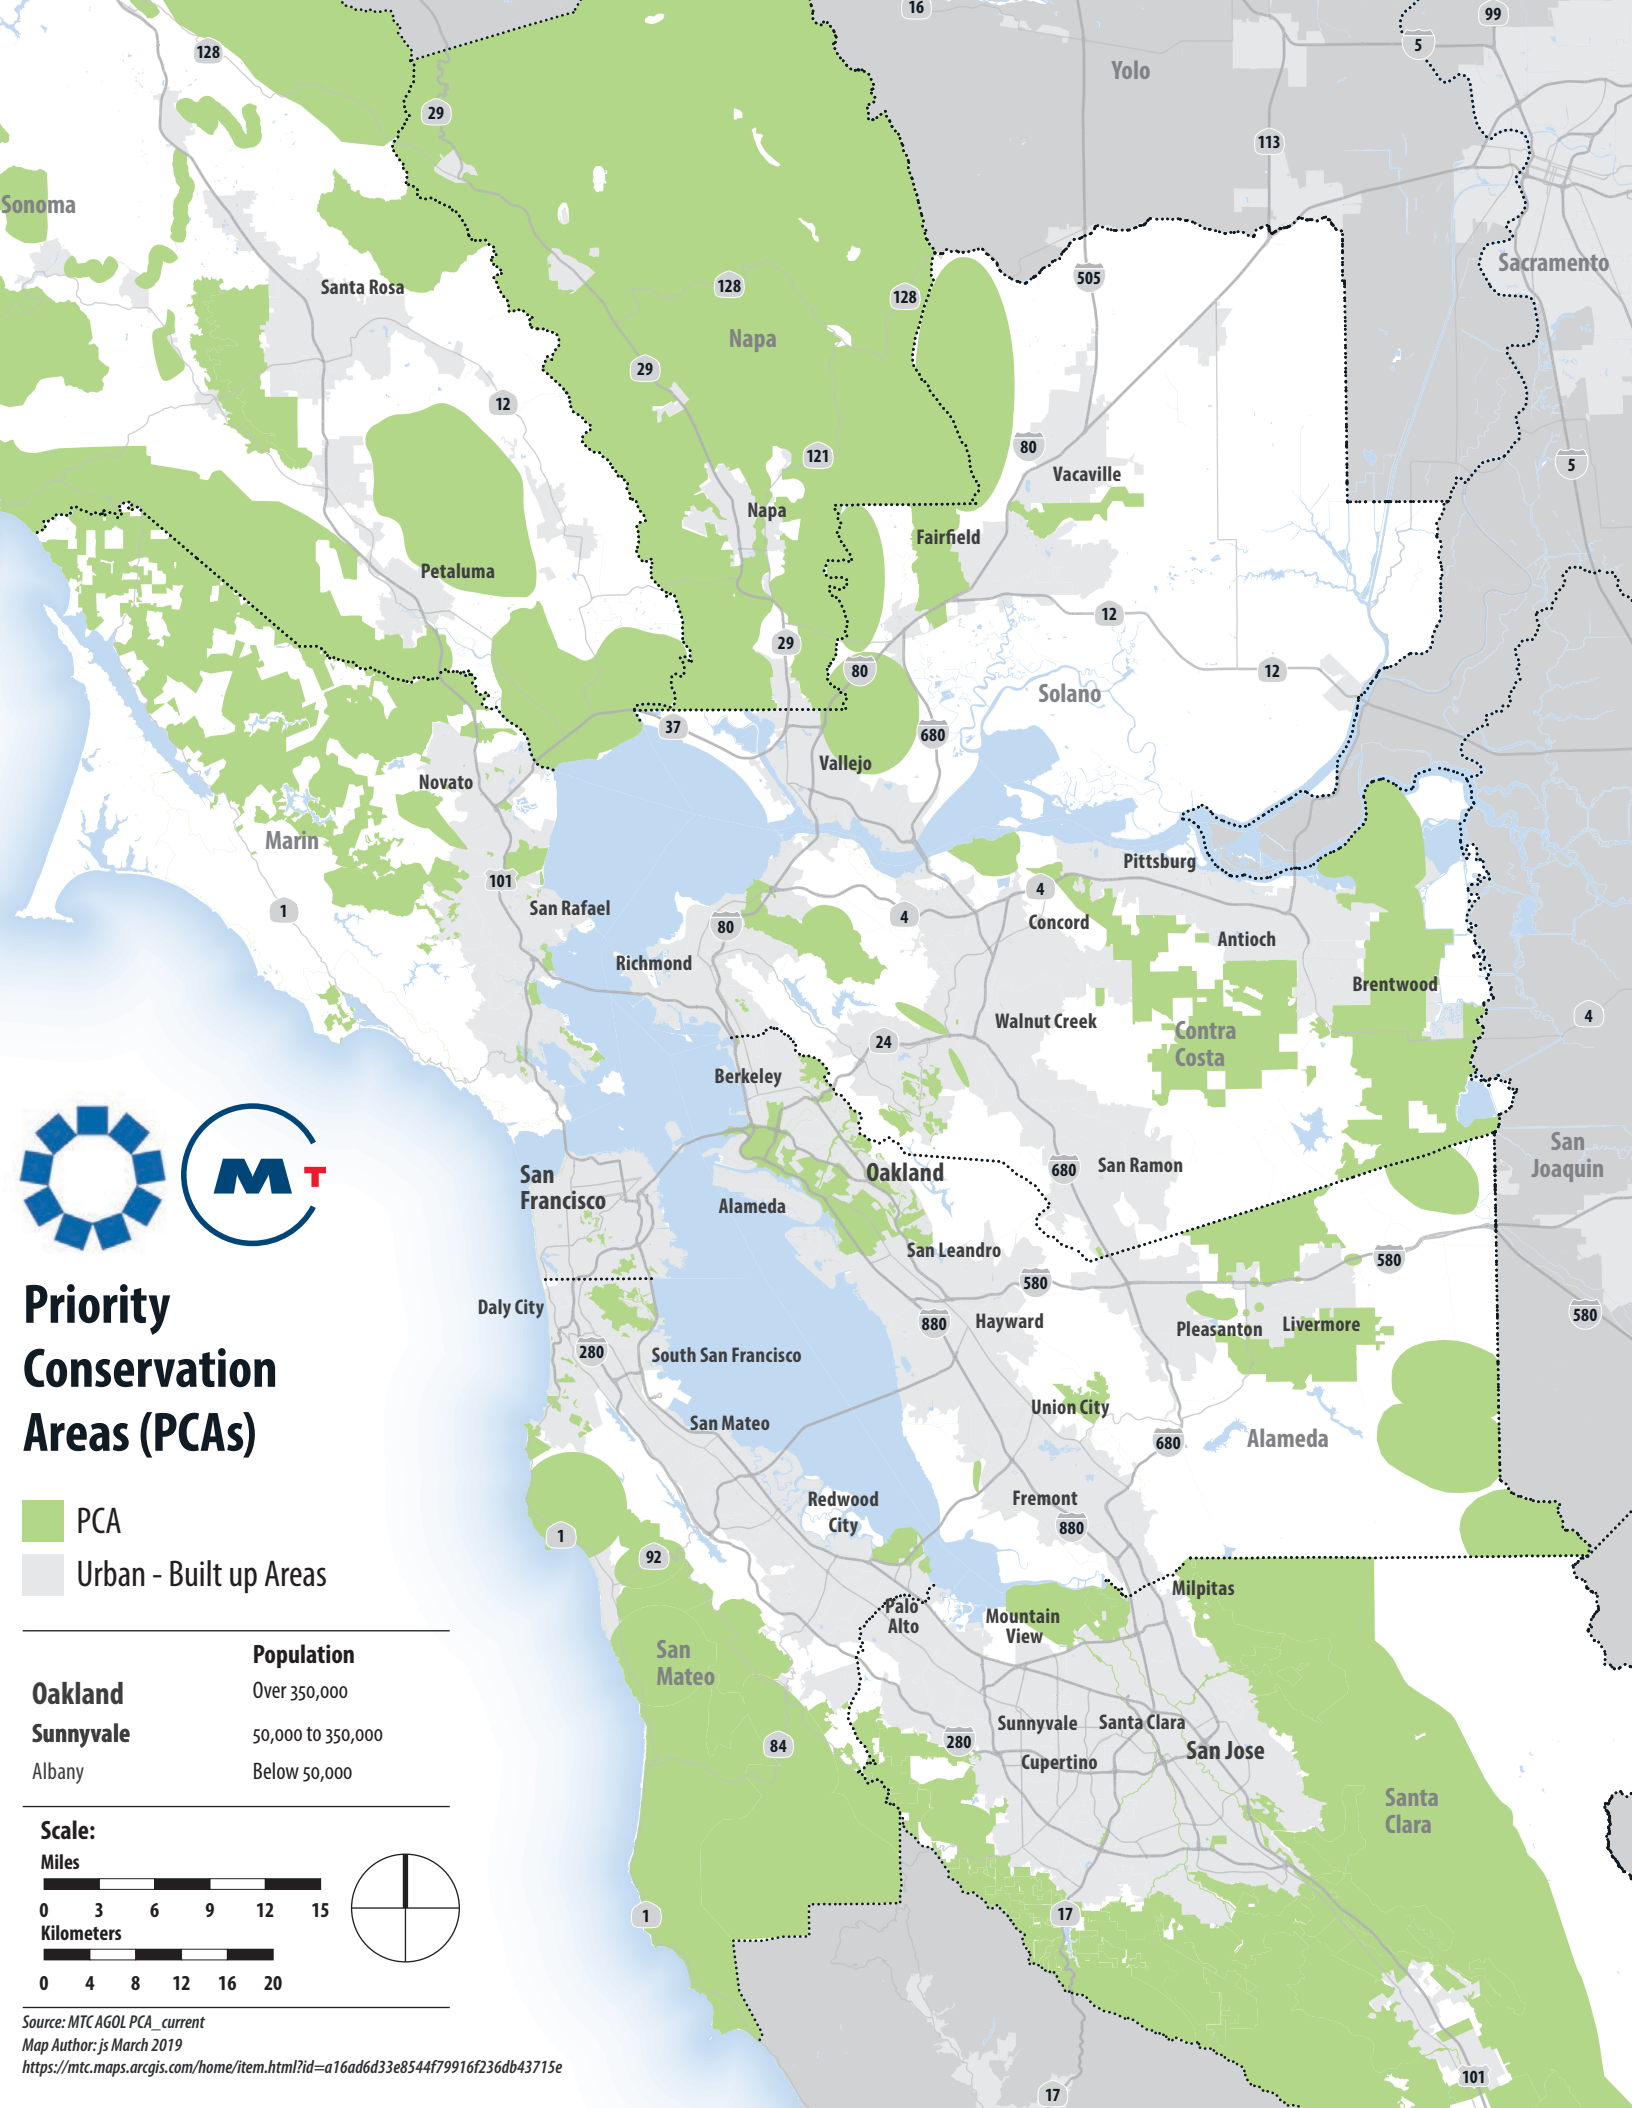 16
99
5
128
Yolo
29
113
Sonoma
Sacramento
505
Santa Rosa
128
128
Napa
29
12
80
121
5
Vacaville
Napa
Fairfield
Petaluma
12
29
80
12
Solano
37
680
Vallejo
Novato
Marin
Pittsburg
101
4
1
San Rafael
4
Concord
80
Antioch
Richmond
Brentwood
4
Walnut Creek
Contra
Costa
24
Berkeley
San
Joaquin
M T
San
Francisco
Oakland
680
San Ramon
Alameda
San Leandro
580
580
Priority
Conservation
Areas (PCAs)
Daly City
880
Hayward
Pleasanton
Livermore
580
280
South San Francisco
San Mateo
Union City
680
Alameda
Redwood
City
Fremont
880
PCA
1
92
Urban - Built up Areas
Milpitas
Palo
Alto
Mountain
View
San
Mateo
Population
Oakland
Over 350,000
Sunnyvale
50,000 to 350,000
Albany
Below 50,000
84
280
Sunnyvale
Santa Clara
Cupertino
San Jose
Santa
Clara
Scale:
Miles
0 3 6 9 12 15
Kilometers
0 4 8 12 16 20
1
17
Source: MTC AGOL PCA_current
Map Author: js March 2019
https://mtc.maps.arcgis.com/home/item.html?id=a16ad6d33e8544f79916f236db43715e
101
17